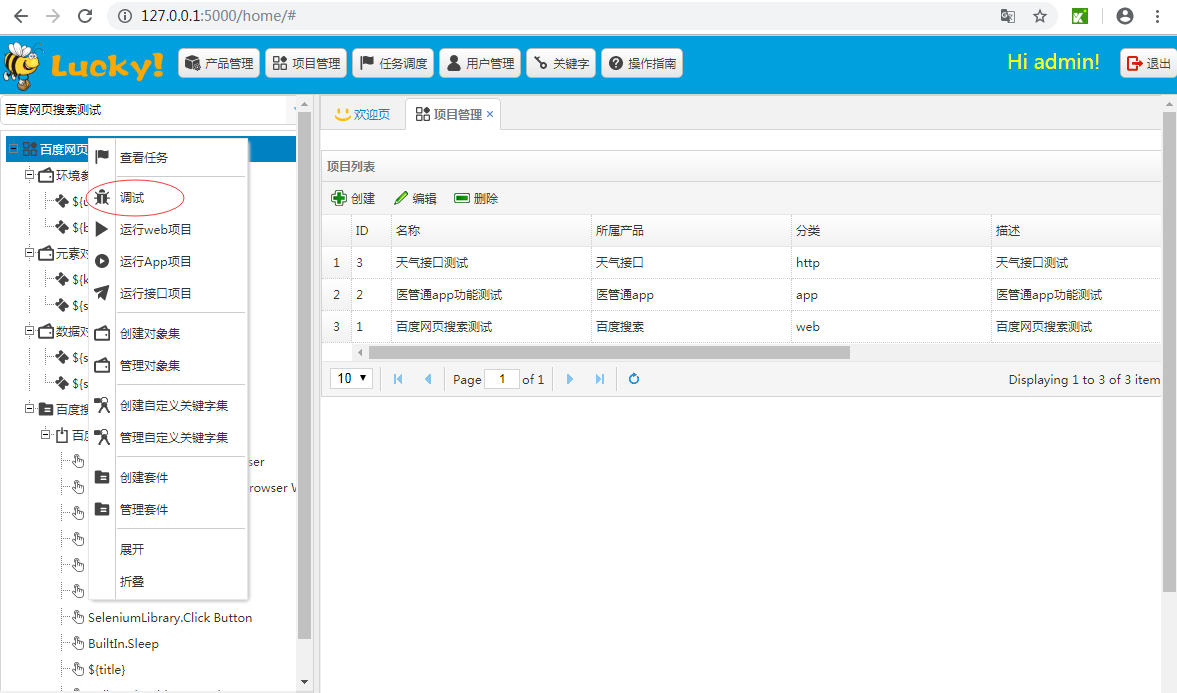 127.0.0.1:5000/home/#
Lucky!
产品管理
项目管理
任务调度
用户管理
关键字
操作指南
Hi admin!
退出
百度网页搜索测试
欢迎页
项目管理 ×
百度网页
查看任务
环境参
调试
运行web项目
运行App项目
元素对
运行接口项目
创建对象集
数据对
管理对象集
创建自定义关键字集
百度搜
管理自定义关键字集
ser
创建套件
rowser W
管理套件
展开
折叠
SeleniumLibrary.Click Button
BuiltIn.Sleep
${title}
项目列表
创建 编辑 删除
ID 名称 所属产品 分类 描述
1 3 天气接口测试 天气接口 http 天气接口测试
2 2 医管通app功能测试 医管通app app 医管通app功能测试
3 1 百度网页搜索测试 百度搜索 web 百度网页搜索测试
10 Page 1 of 1 Displaying 1 to 3 of 3 item